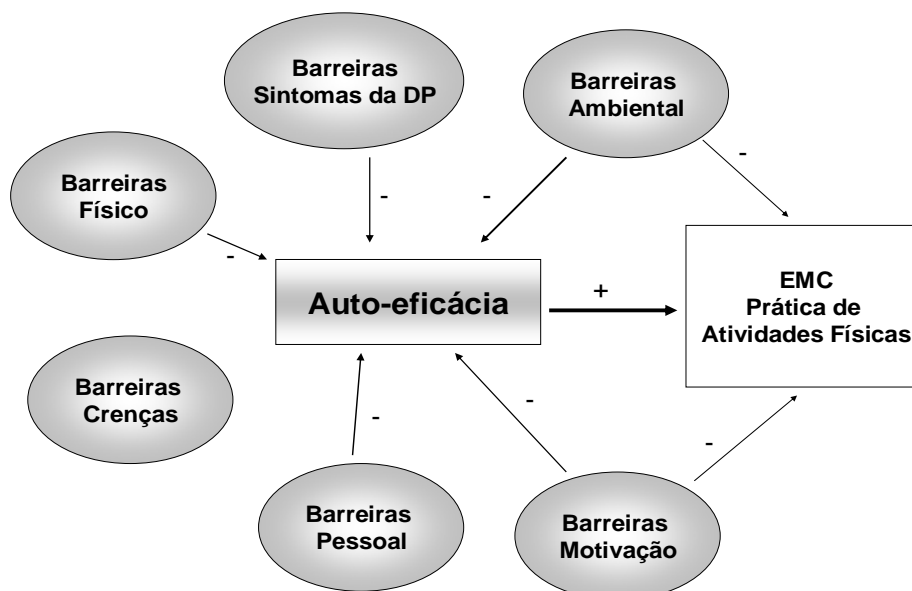 Barreiras
Sintomas da DP
Barreiras
Ambiental
Barreiras
Físico
-
-
-
-
Auto-eficácia
+
EMC
Prática de
Atividades Físicas
Barreiras
Crenças
-
-
-
Barreiras
Pessoal
Barreiras
Motivação